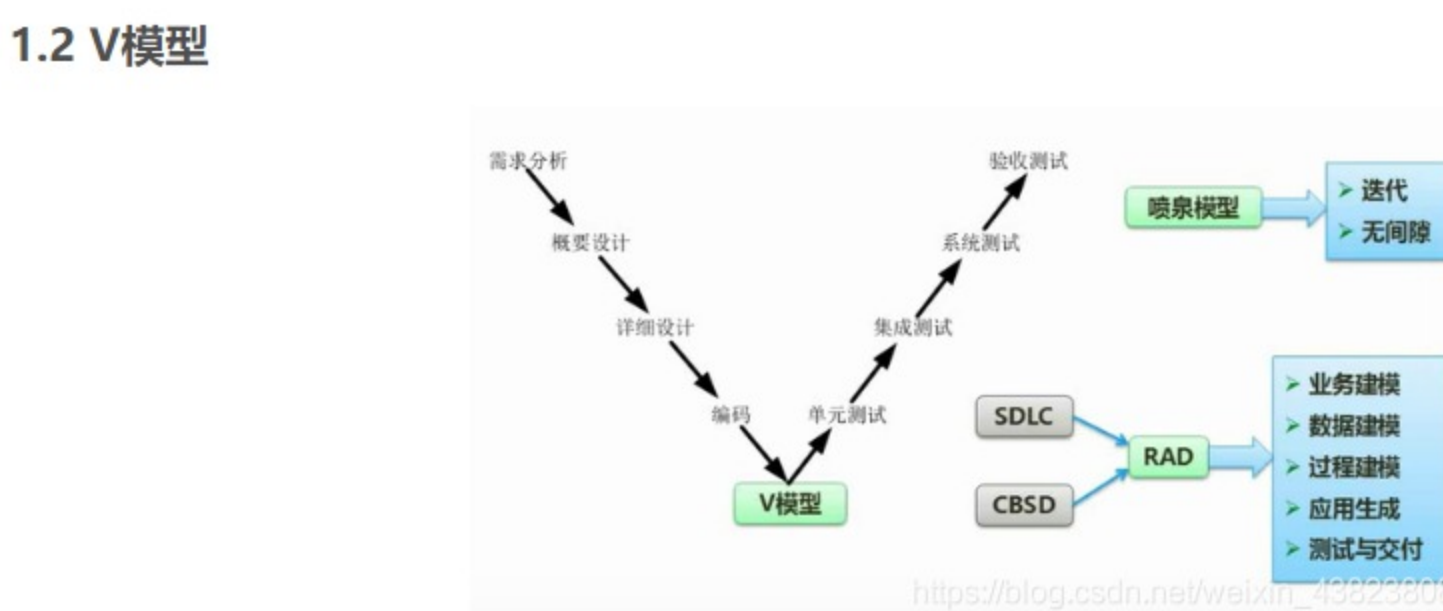 1.2 V模型
需求分析
验收测试
概要设计
系统测试
详细设计
集成测试
编码
单元测试
V模型
喷泉模型
迭代
无间隙
SDLC
CBSD
RAD
业务建模
数据建模
过程建模
应用生成
测试与交付
https://blog.csdn.net/weixin_4382380